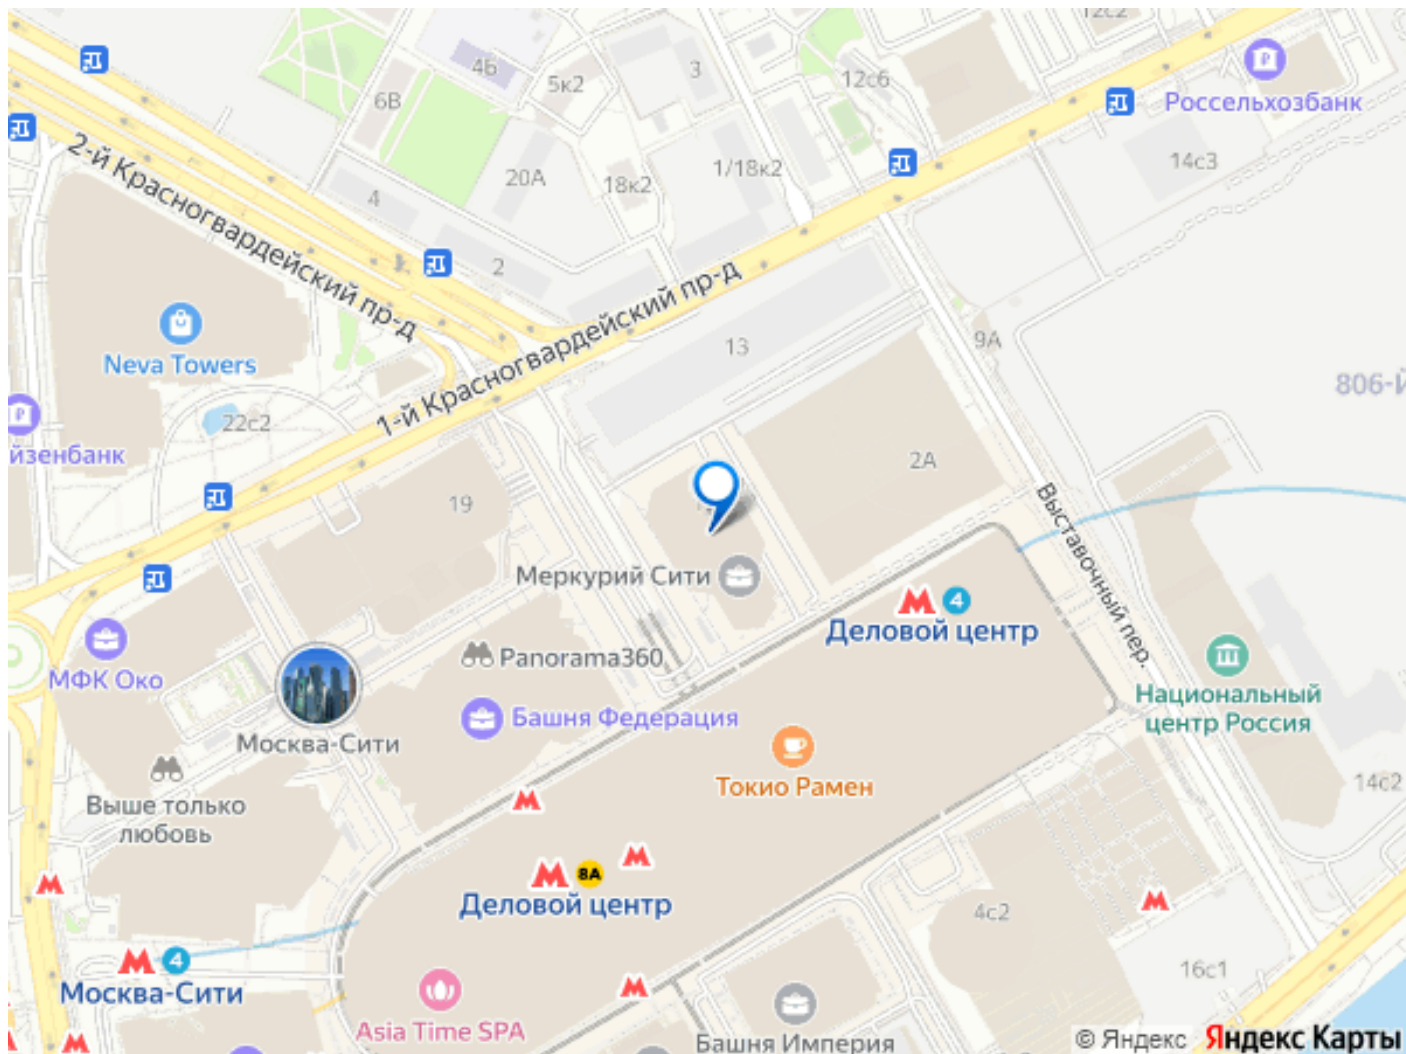 12с2
4Б
3
5к2
12с6
6В
Россельхозбанк
2-й Красногвардейский пр-д
20А
18к2
1/18к2
14с3
4
2
1-й Красногвардейский пр-д
Neva Towers
13
9А
806-Й
22с2
йзенбанк
19
2А
Выставочный пер.
Меркурий Сити
4
Деловой центр
МФК Око
Panorama360
Башня Федерация
Национальный
центр Россия
Москва-Сити
Токио Рамен
14с2
Выше только
любовь
8А
Деловой центр
4с2
4
Москва-Сити
16с1
Asia Time SPA
Башня Империя
© Яндекс Яндекс Карты